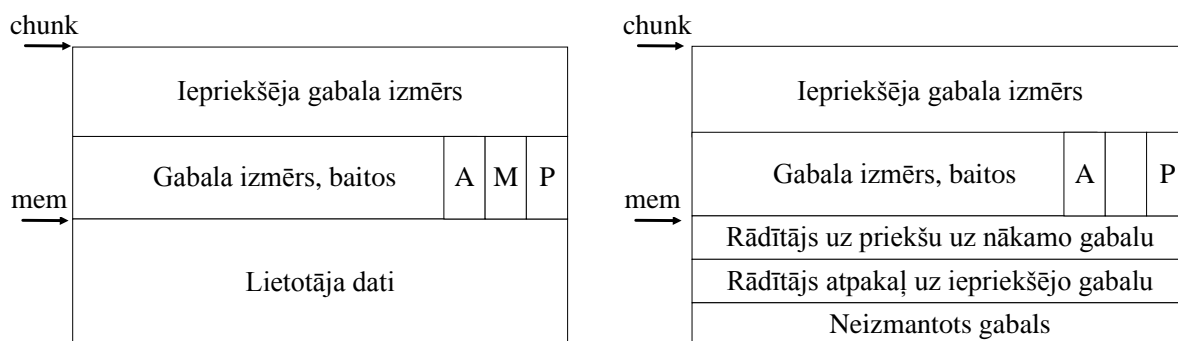 chunk
Iepriekšēja gabala izmērs
Gabala izmērs, baitos
A
M
P
mem
Lietotāja dati
chunk
Iepriekšēja gabala izmērs
Gabala izmērs, baitos
A
P
mem
Rādītājs uz priekšu uz nākamo gabalu
Rādītājs atpakaļ uz iepriekšējo gabalu
Neizmantots gabals